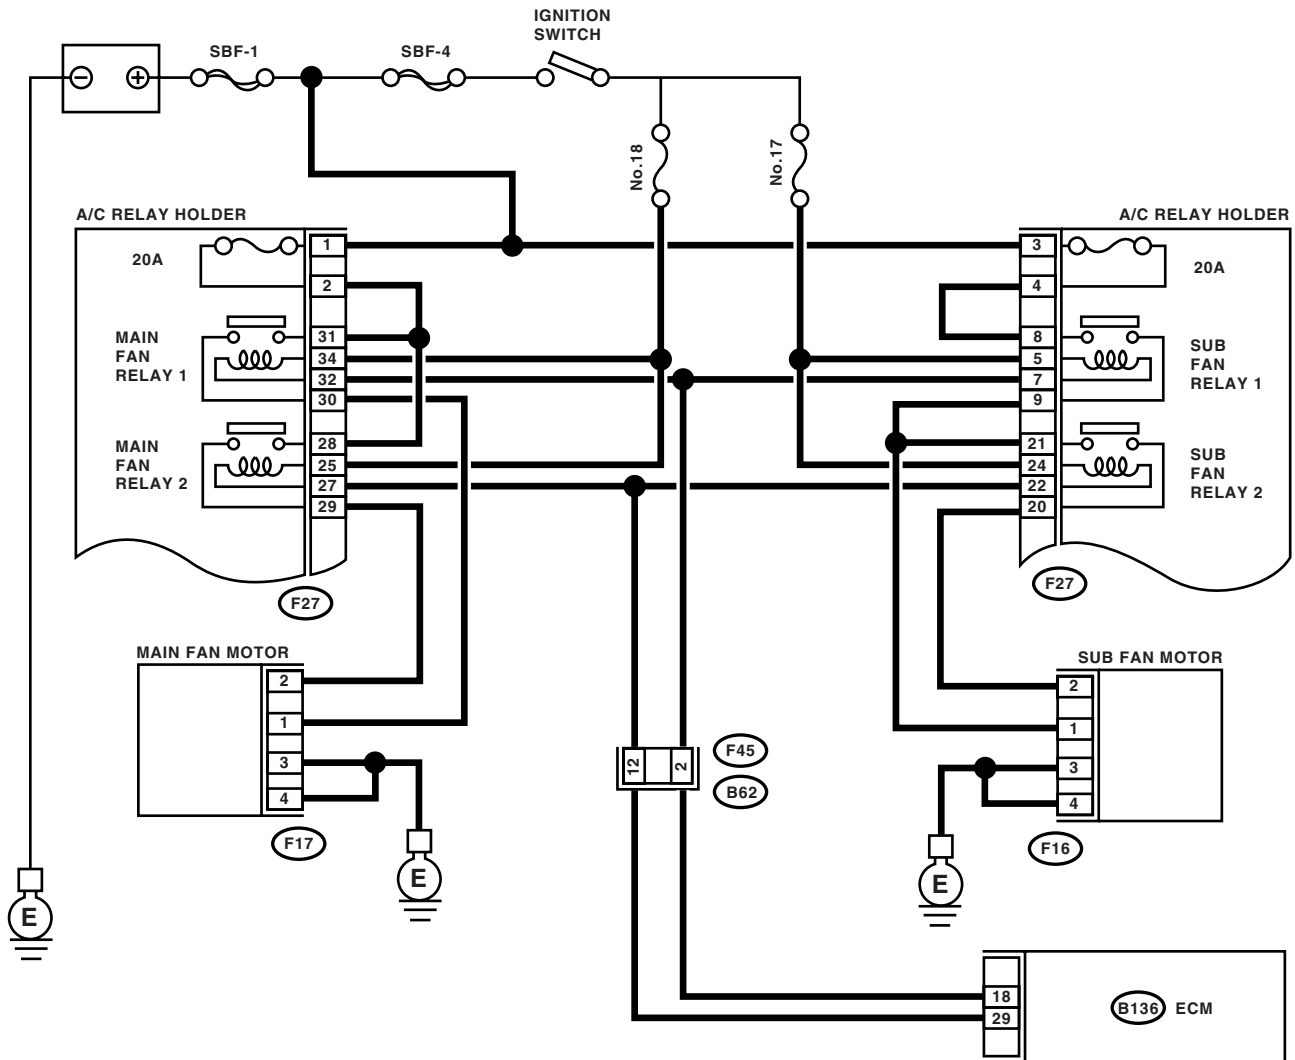 IGNITION
SWITCH
SBF-1
SBF-4
No.18
No.17
A/C RELAY HOLDER
A/C RELAY HOLDER
20A
1
2
31
34
32
30
28
25
27
29
MAIN
FAN
RELAY 1
MAIN
FAN
RELAY 2
F27
3
4
8
5
7
9
21
24
22
20
20A
SUB
FAN
RELAY 1
SUB
FAN
RELAY 2
F27
MAIN FAN MOTOR
2
1
3
4
F17
E
E
12
2
F45
B62
SUB FAN MOTOR
2
1
3
4
F16
E
18
29
B136 ECM